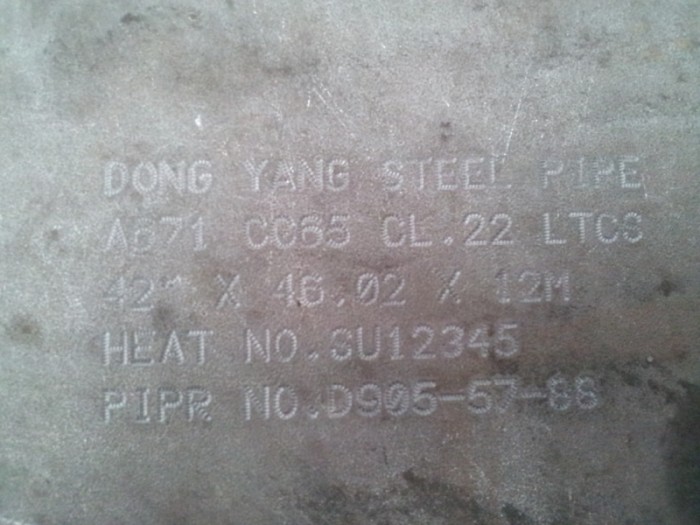 DONG YANG STEEL PIPE
A671 CC65 CL.22 LTCS
42" X 46.02 X 12M
HEAT NO.SU12345
PIPR NO.D905-57-88